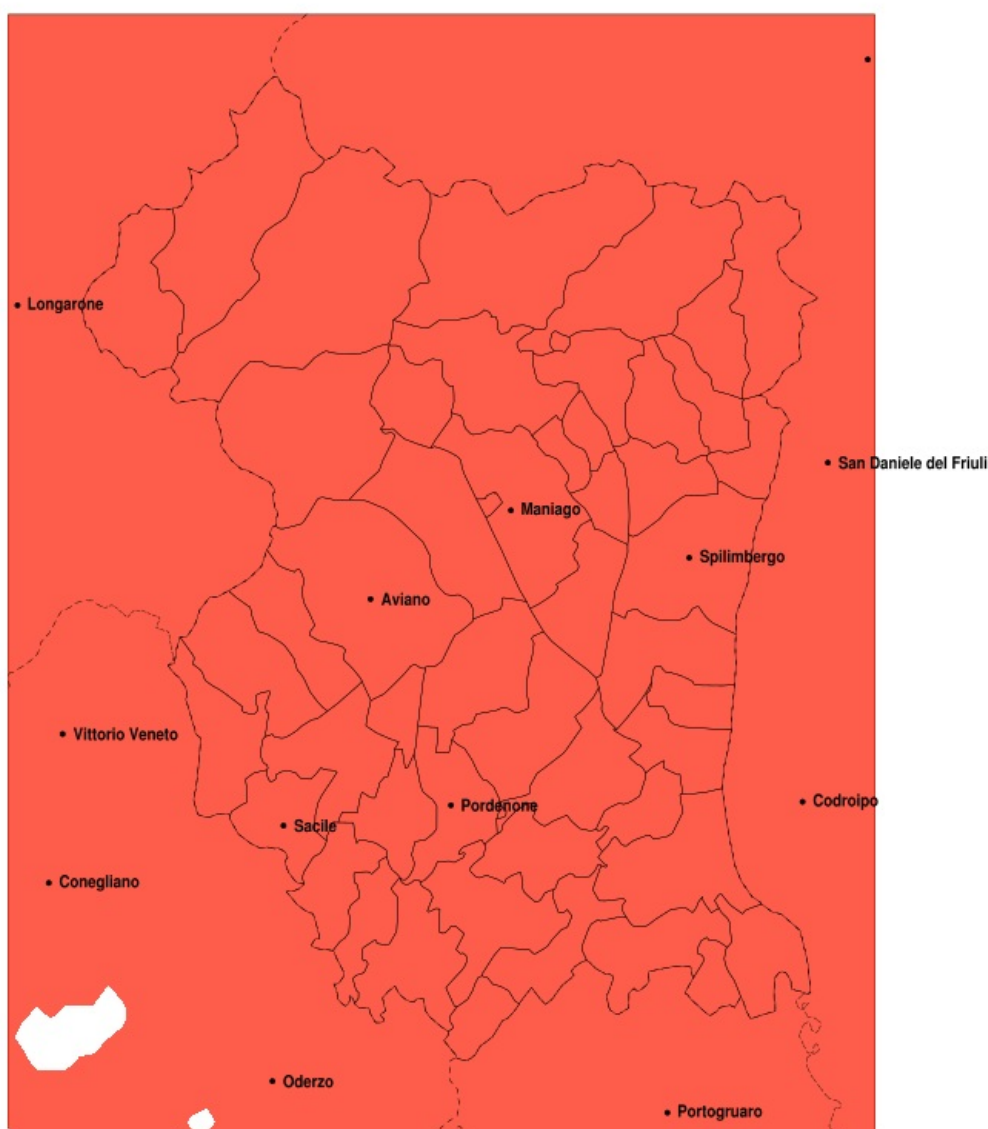 Longarone
San Daniele del Friuli
Maniago
Spilimbergo
Aviano
Vittorio Veneto
Codroipo
Pordenone
Sacile
Conegliano
Oderzo
Portogruaro